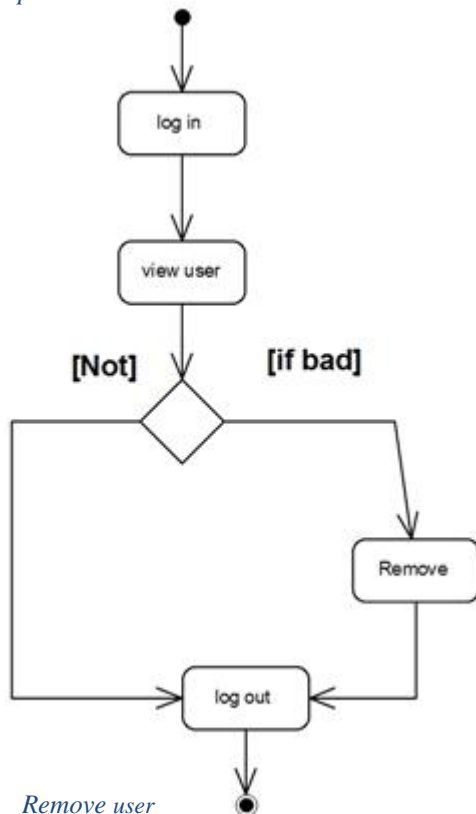 log in
view user
[Not]
[if bad]
Remove
log out
Remove user